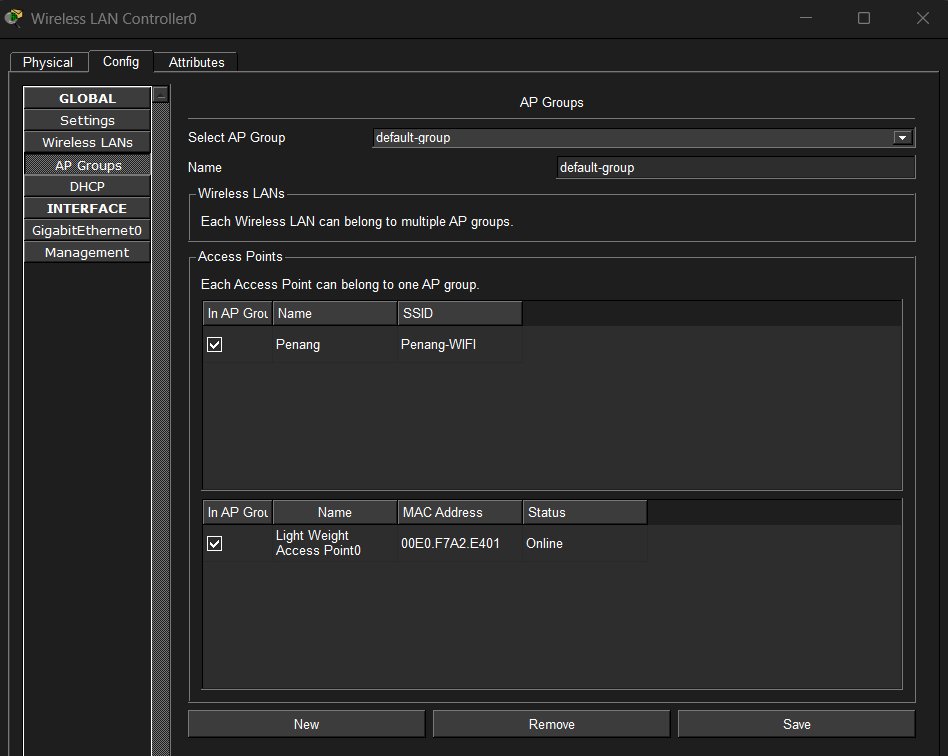 Wireless LAN Controller0
Physical Config Attributes
GLOBAL
Settings
Wireless LANs
AP Groups
DHCP
INTERFACE
GigabitEthernet0
Management
AP Groups
Select AP Group default-group
Name default-group
Wireless LANs
Each Wireless LAN can belong to multiple AP groups.
Access Points
Each Access Point can belong to one AP group.
In AP Grou Name SSID
Penang Penang-WIFI
In AP Grou Name MAC Address Status
Light Weight
Access Point0 00E0.F7A2.E401 Online
New Remove Save